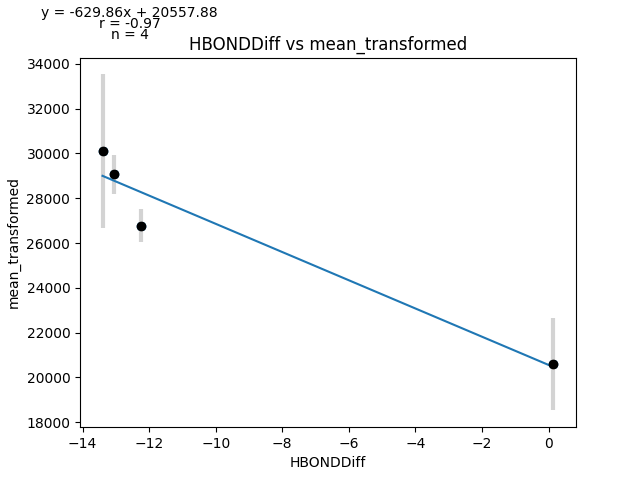 y = -629.86x + 20557.88
r = -0.97
n = 4
HBONDDiff vs mean_transformed
34000
32000
30000
28000
26000
24000
22000
20000
18000
mean_transformed
−14
−12
−10
−8
−6
−4
−2
0
HBONDDiff